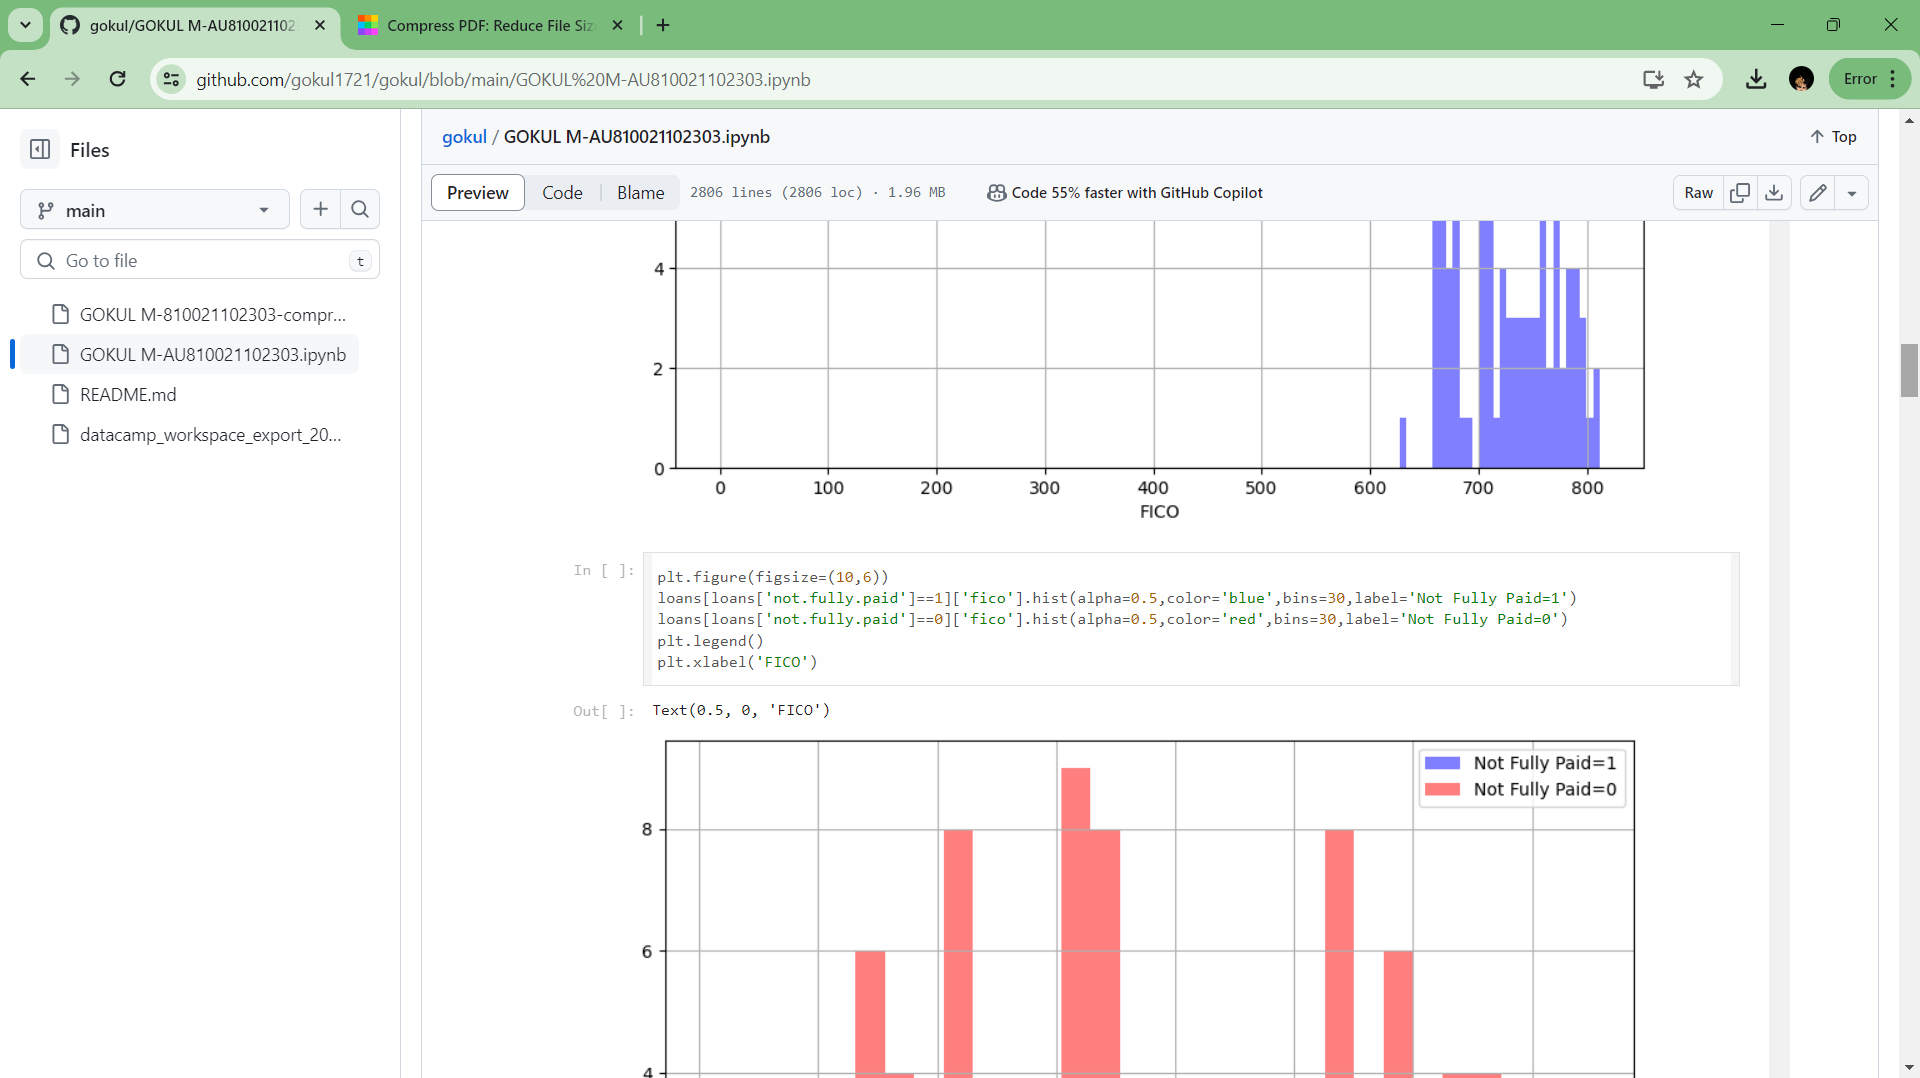 gokul/GOKUL M-AU810021102
Compress PDF: Reduce File Siz
github.com/gokul1721/gokul/blob/main/GOKUL%20M-AU810021102303.ipynb
Error
Files
gokul / GOKUL M-AU810021102303.ipynb
Top
main
Preview
Code
Blame
2806 lines (2806 loc) · 1.96 MB
Code 55% faster with GitHub Copilot
Raw
Go to file
t
GOKUL M-810021102303-compr...
GOKUL M-AU810021102303.ipynb
README.md
datacamp_workspace_export_20...
4
2
0
0 100 200 300 400 500 600 700 800
FICO
In [ ]:
plt.figure(figsize=(10,6))
loans[loans['not.fully.paid']==1]['fico'].hist(alpha=0.5,color='blue',bins=30,label='Not Fully Paid=1')
loans[loans['not.fully.paid']==0]['fico'].hist(alpha=0.5,color='red',bins=30,label='Not Fully Paid=0')
plt.legend()
plt.xlabel('FICO')
Out[ ]:
Text(0.5, 0, 'FICO')
Not Fully Paid=1
Not Fully Paid=0
8
6
4